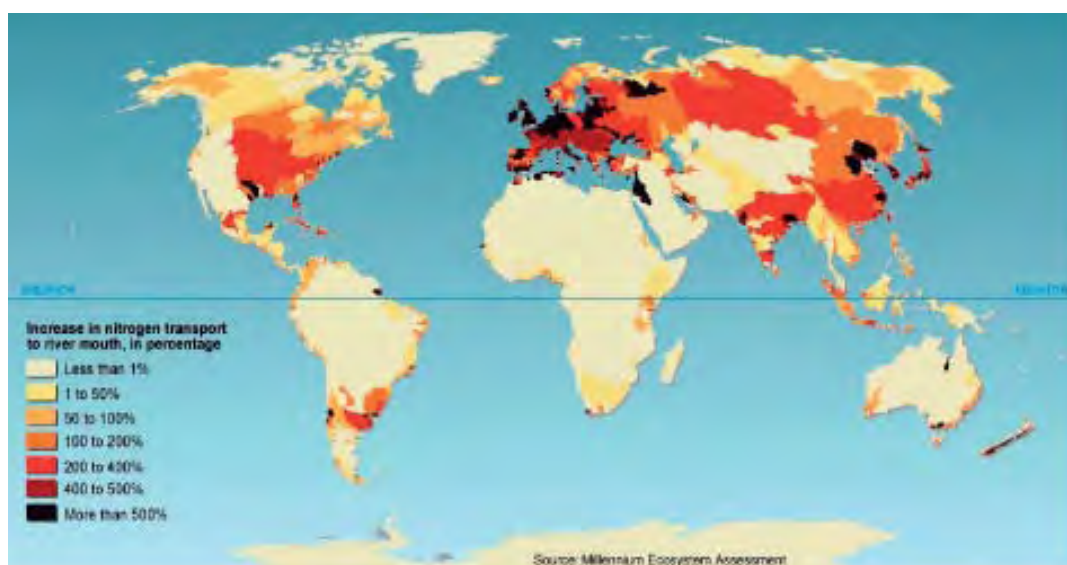 Increase in nitrogen transport
to river mouth, in percentage
Less than 1%
1 to 50%
50 to 100%
100 to 200%
200 to 400%
400 to 500%
More than 500%
Source: Millennium Ecosystem Assessment